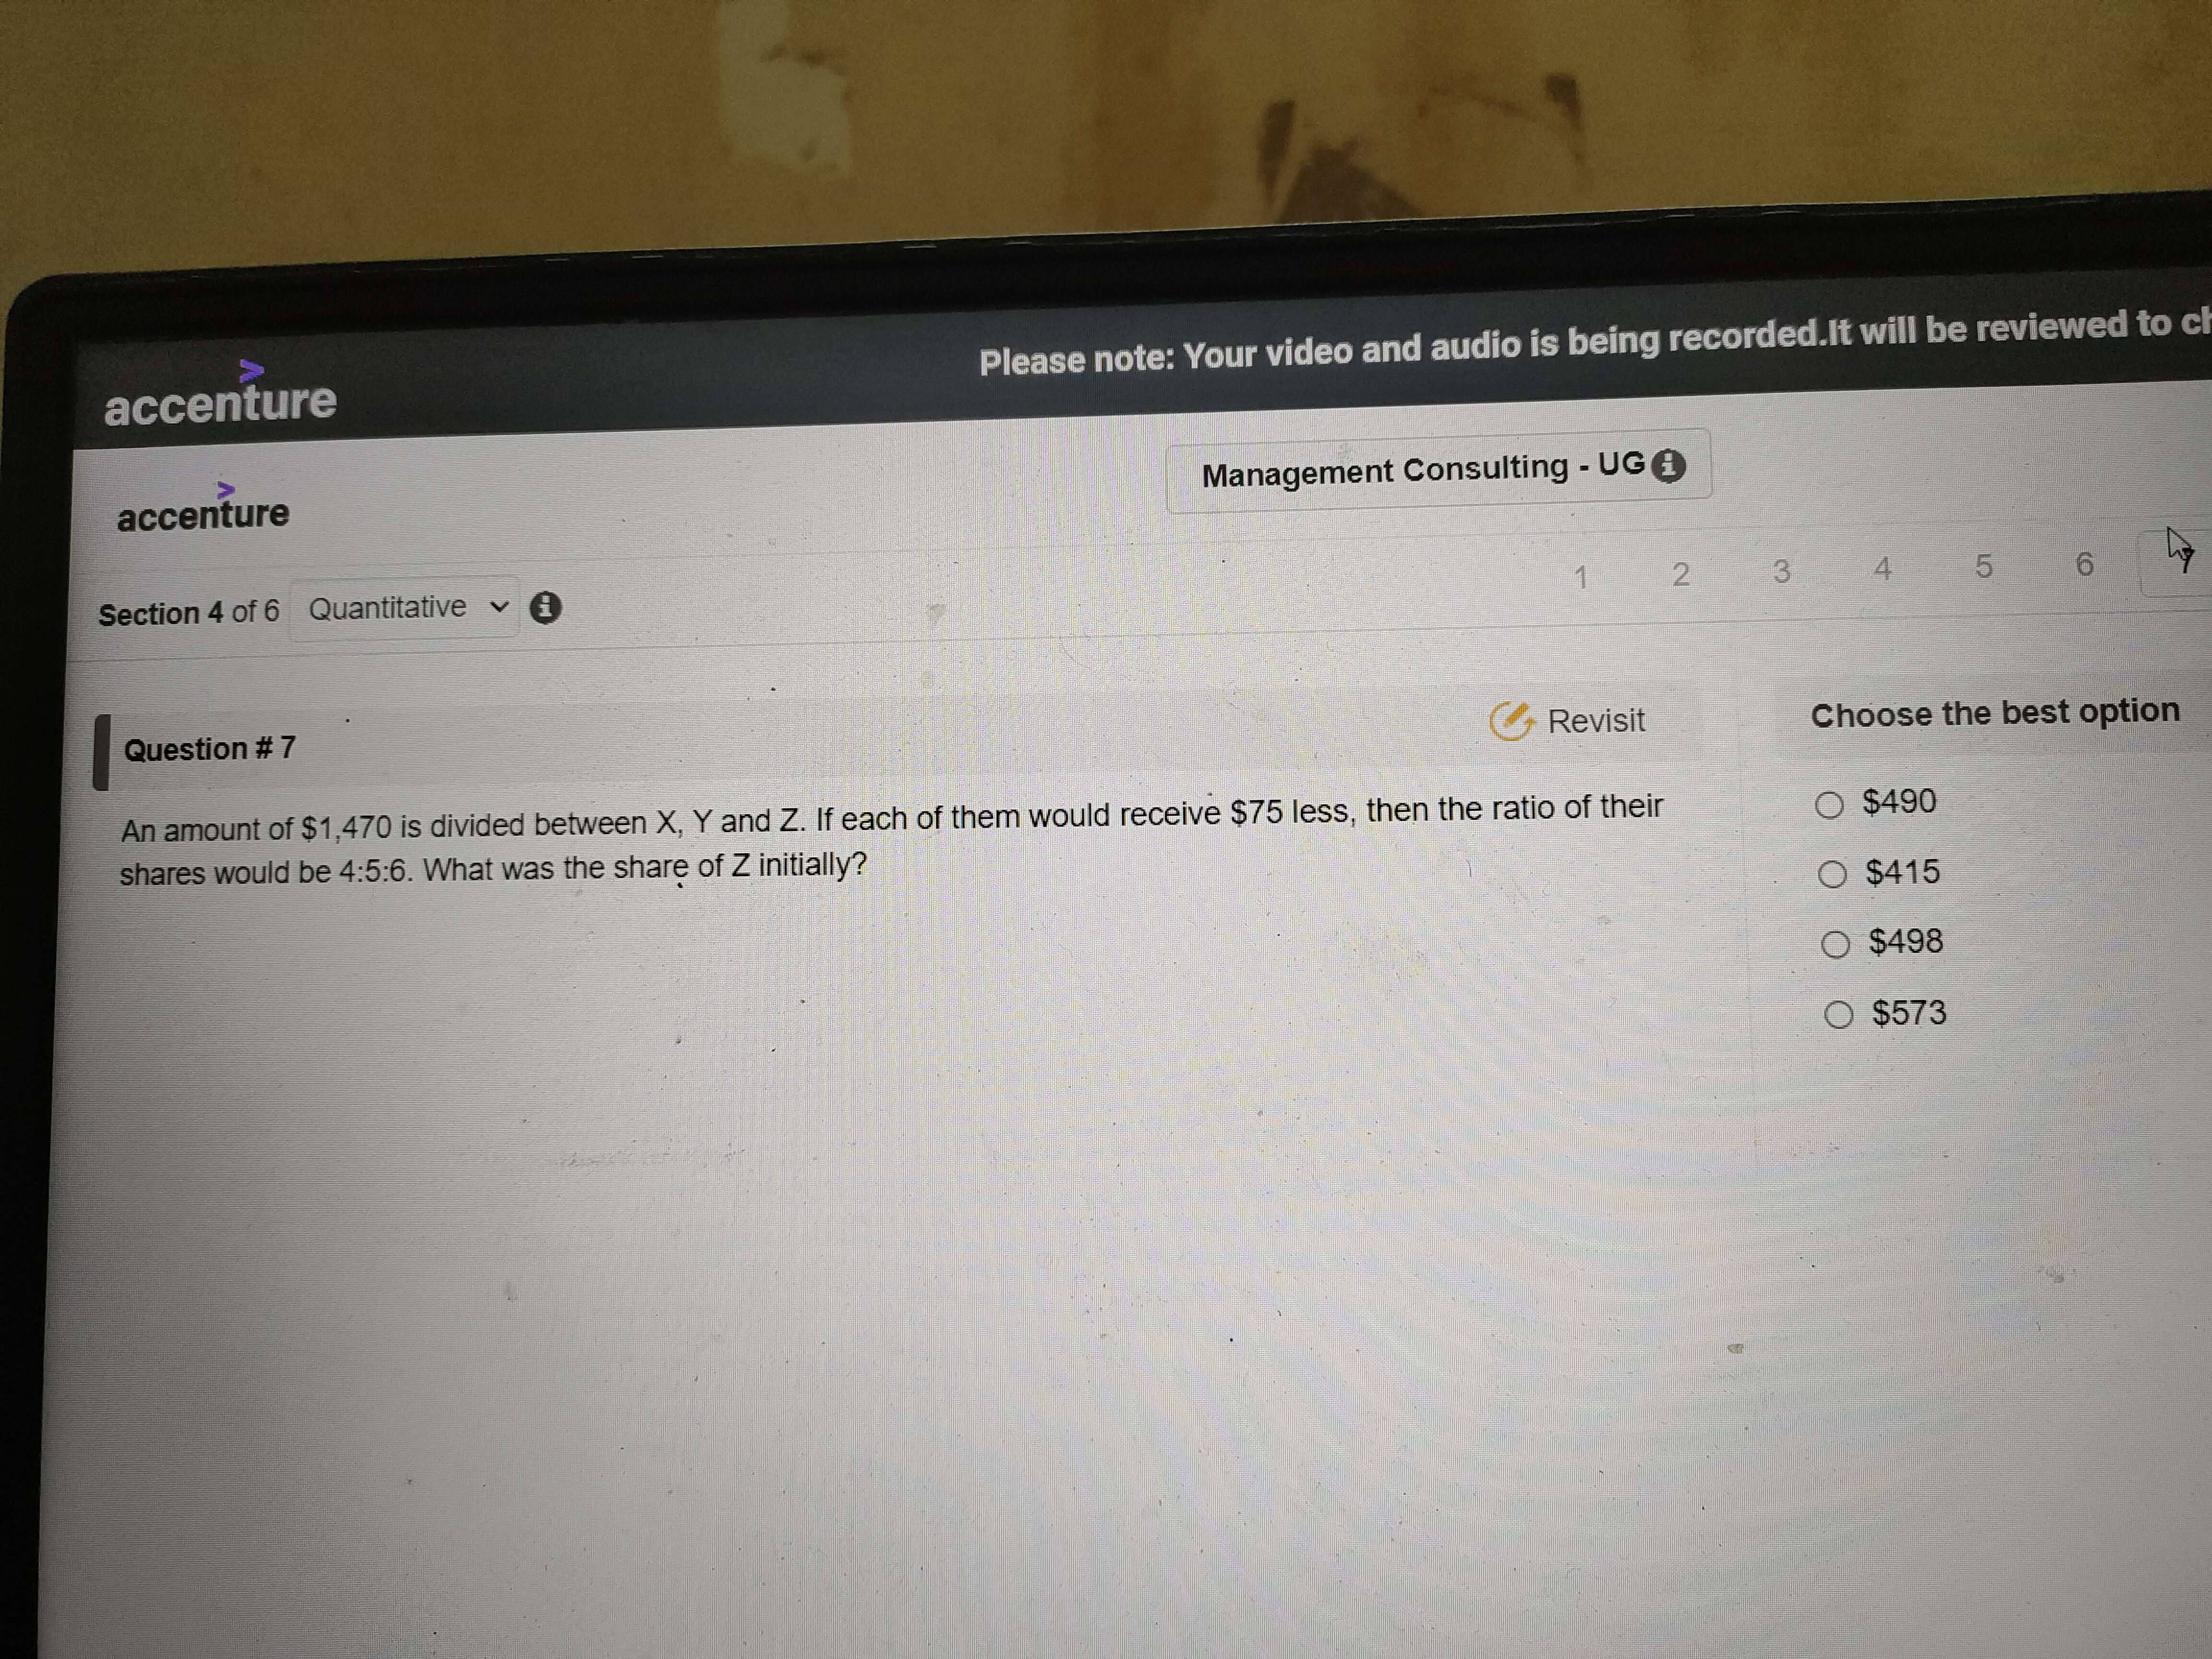 accenture
Please note: Your video and audio is being recorded.It will be reviewed to
accenture
Management Consulting - UG
Section 4 of 6 Quantitative
1 2 3 4 5 6 7
Question # 7
Revisit
An amount of $1,470 is divided between X, Y and Z. If each of them would receive $75 less, then the ratio of their
shares would be 4:5:6. What was the share of Z initially?
Choose the best option
$490
$415
$498
$573